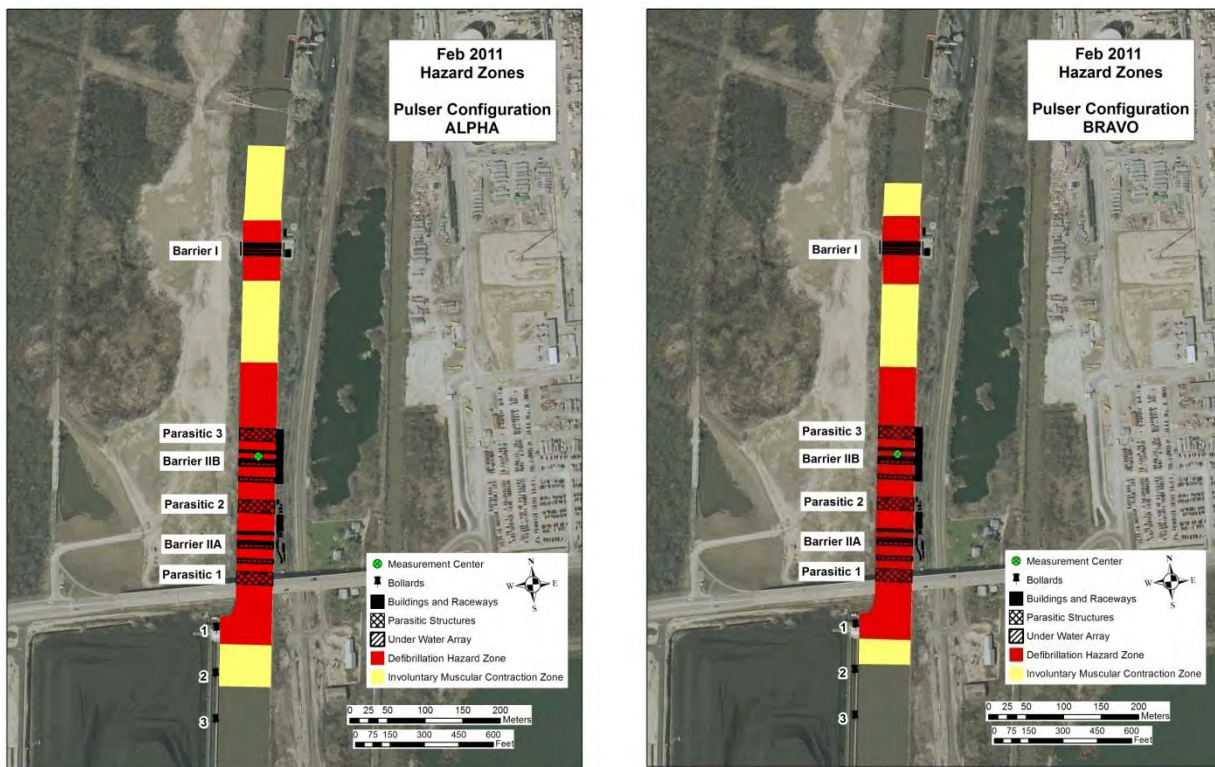 Feb 2011
Hazard Zones
Pulser Configuration
ALPHA
Barrier I
Parasitic 3
Barrier IIB
Parasitic 2
Barrier IIA
Parasitic 1
1
2
3
N
W E
S
Measurement Center
Bollards
Buildings and Raceways
Parasitic Structures
Under Water Array
Defibrillation Hazard Zone
Involuntary Muscular Contraction Zone
0 25 50 100 150 200
Meters
0 75 150 300 450 600
Feet
Feb 2011
Hazard Zones
Pulser Configuration
BRAVO
Barrier I
Parasitic 3
Barrier IIB
Parasitic 2
Barrier IIA
Parasitic 1
1
2
3
N
W E
S
Measurement Center
Bollards
Buildings and Raceways
Parasitic Structures
Under Water Array
Defibrillation Hazard Zone
Involuntary Muscular Contraction Zone
0 25 50 100 150 200
Meters
0 75 150 300 450 600
Feet